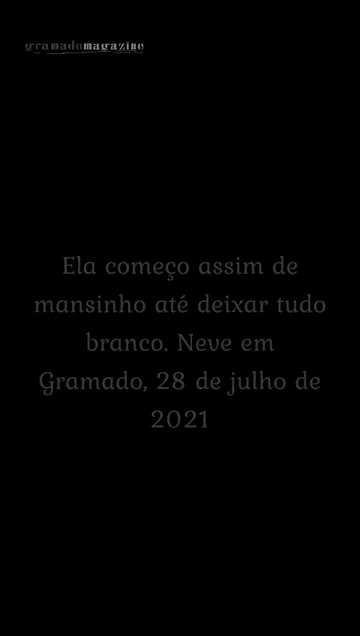 gramadomagazine
Ela começo assim de
mansinho até deixar tudo
branco. Neve em
Gramado, 28 de julho de
2021